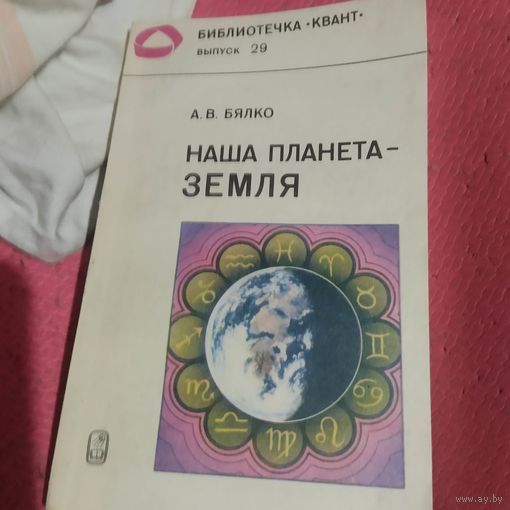 БИБЛИОТЕЧКА ·КВАНТ·
ВЫПУСК 29
А. В. БЯЛКО
НАША ПЛАНЕТА –
ЗЕМЛЯ
www.ay.by